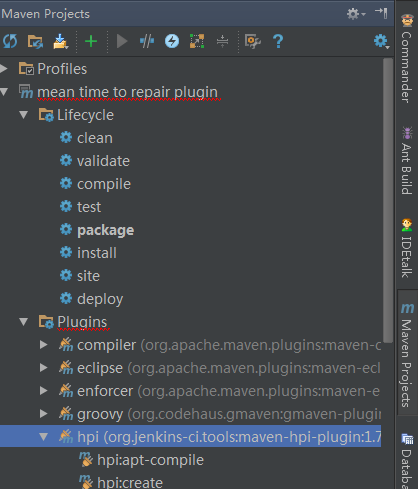 Maven Projects
Profiles
mean time to repair plugin
Lifecycle
clean
validate
compile
test
package
install
site
deploy
Plugins
compiler (org.apache.maven.plugins:maven-c
eclipse (org.apache.maven.plugins:maven-ecl
enforcer (org.apache.maven.plugins:maven-e
groovy (org.codehaus.gmaven:gmaven-plugin
hpi (org.jenkins-ci.tools:maven-hpi-plugin:1.7
hpi:apt-compile
hpi:create
Commander
Ant Build
IDEtalk
Maven Projects
Databa